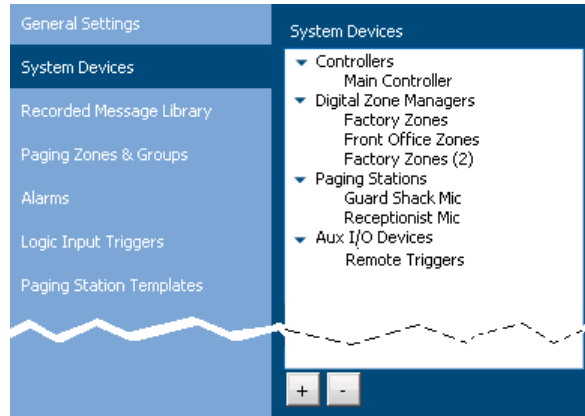 General Settings
System Devices
Recorded Message Library
Paging Zones & Groups
Alarms
Logic Input Triggers
Paging Station Templates
System Devices
Controllers
Main Controller
Digital Zone Managers
Factory Zones
Front Office Zones
Factory Zones (2)
Paging Stations
Guard Shack Mic
Receptionist Mic
Aux I/O Devices
Remote Triggers
+ -